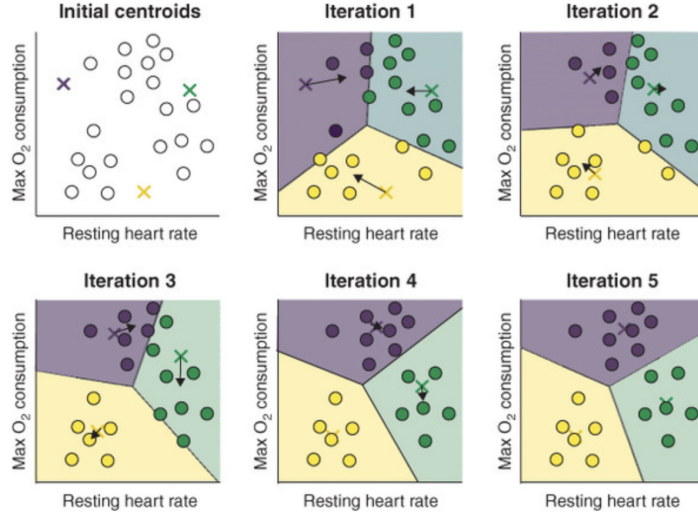 Initial centroids
Iteration 1
Iteration 2
Max O₂ consumption
Max O₂ consumption
Max O₂ consumption
Resting heart rate
Resting heart rate
Resting heart rate
Iteration 3
Iteration 4
Iteration 5
Max O₂ consumption
Max O₂ consumption
Max O₂ consumption
Resting heart rate
Resting heart rate
Resting heart rate